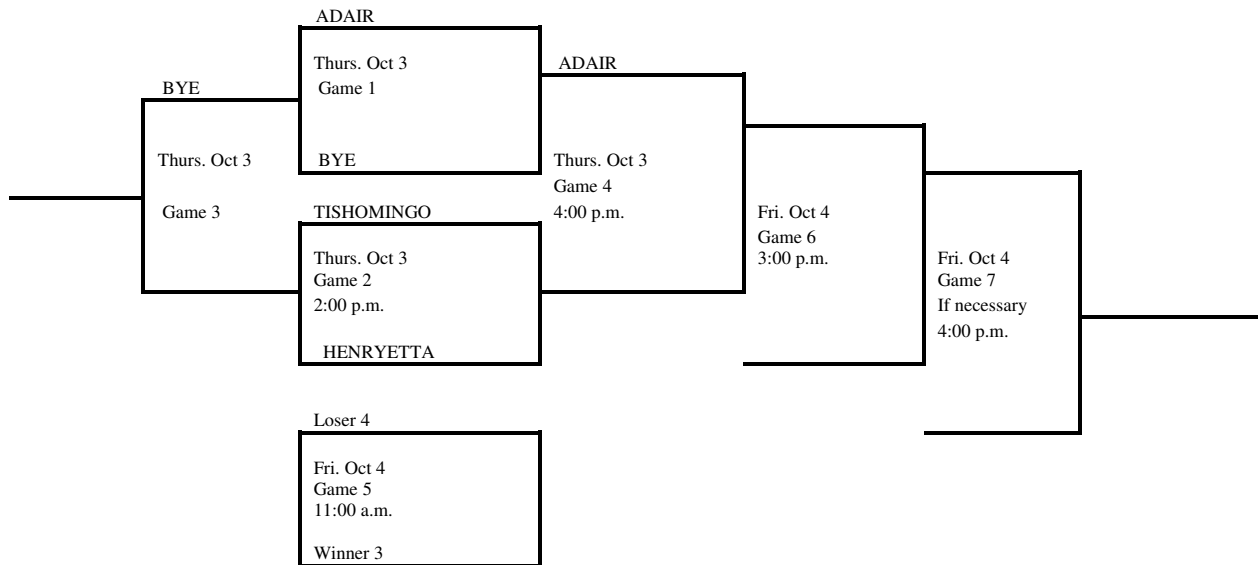 ADAIR
Thurs. Oct 3
Game 1
ADAIR
BYE
Thurs. Oct 3
Game 3
BYE
Thurs. Oct 3
Game 4
4:00 p.m.
TISHOMINGO
Thurs. Oct 3
Game 2
2:00 p.m.
HENRYETTA
Fri. Oct 4
Game 6
3:00 p.m.
Fri. Oct 4
Game 7
If necessary
4:00 p.m.
Loser 4
Fri. Oct 4
Game 5
11:00 a.m.
Winner 3